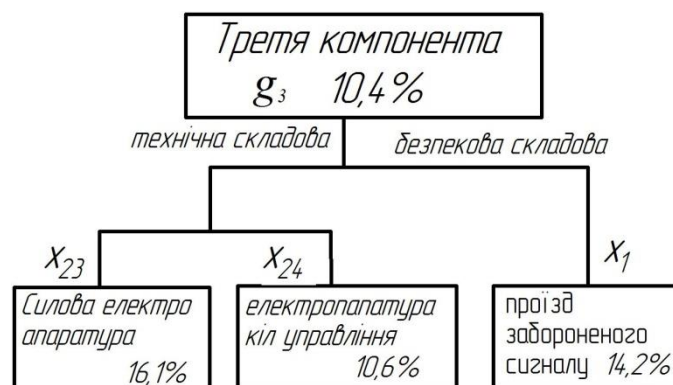 Третя компонента
g₃ 10,4%
технічна складова
безпекова складова
X₂₃
X₂₄
X₁
Силова електро
апаратура
16,1%
електропапатура
кіл управління
10,6%
проїзд
забороненого
сигналу 14,2%